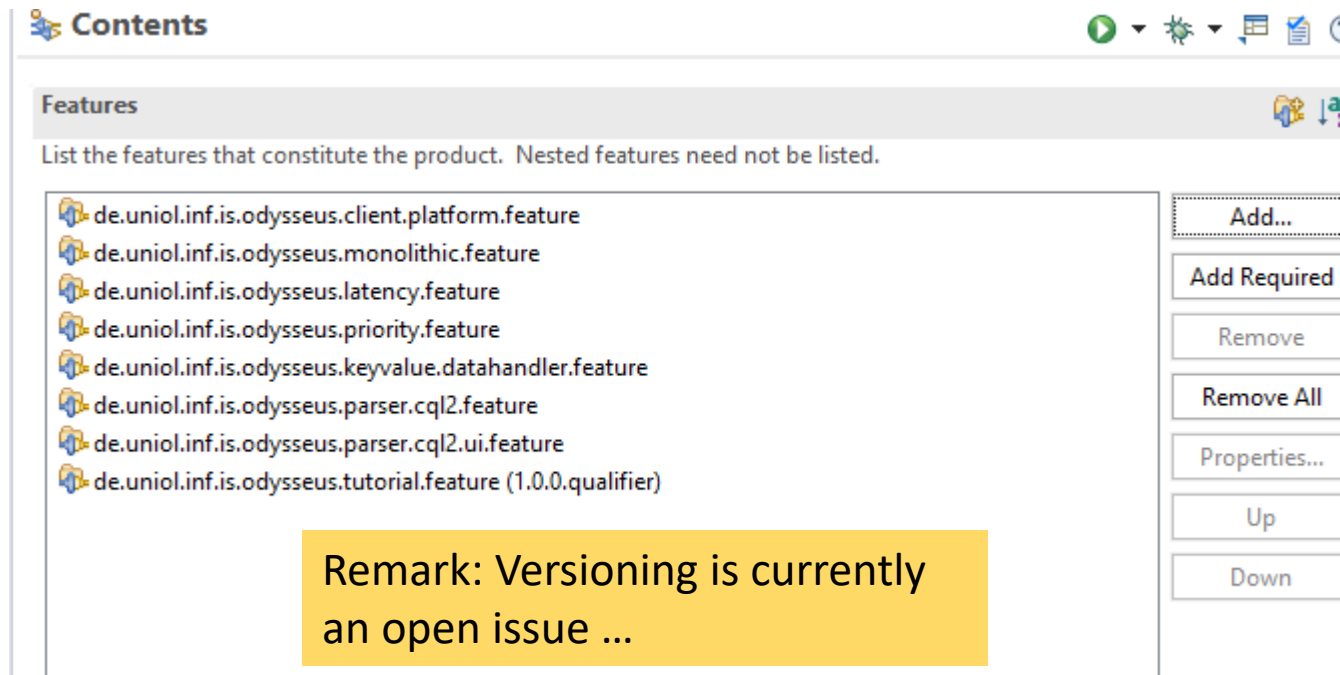 Contents
Features
List the features that constitute the product. Nested features need not be listed.
de.uniol.inf.is.odysseus.client.platform.feature
de.uniol.inf.is.odysseus.monolithic.feature
de.uniol.inf.is.odysseus.latency.feature
de.uniol.inf.is.odysseus.priority.feature
de.uniol.inf.is.odysseus.keyvalue.datahandler.feature
de.uniol.inf.is.odysseus.parser.cql2.feature
de.uniol.inf.is.odysseus.parser.cql2.ui.feature
de.uniol.inf.is.odysseus.tutorial.feature (1.0.0.qualifier)
Add...
Add Required
Remove
Remove All
Properties...
Up
Down
Remark: Versioning is currently
an open issue ...